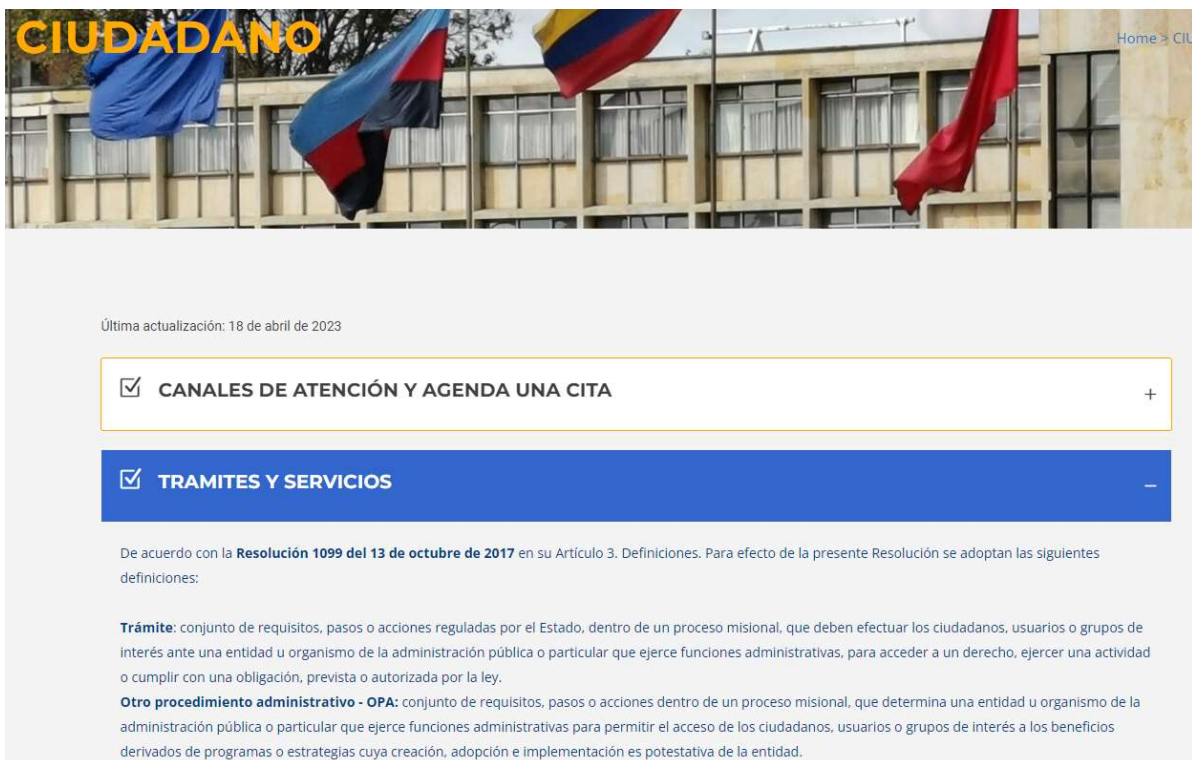 CIUDADANO
Home > CIU
Última actualización: 18 de abril de 2023
CANALES DE ATENCIÓN Y AGENDA UNA CITA +
TRAMITES Y SERVICIOS –
De acuerdo con la Resolución 1099 del 13 de octubre de 2017 en su Artículo 3. Definiciones. Para efecto de la presente Resolución se adoptan las siguientes
definiciones:
Trámite: conjunto de requisitos, pasos o acciones reguladas por el Estado, dentro de un proceso misional, que deben efectuar los ciudadanos, usuarios o grupos de
interés ante una entidad u organismo de la administración pública o particular que ejerce funciones administrativas, para acceder a un derecho, ejercer una actividad
o cumplir con una obligación, prevista o autorizada por la ley.
Otro procedimiento administrativo - OPA: conjunto de requisitos, pasos o acciones dentro de un proceso misional, que determina una entidad u organismo de la
administración pública o particular que ejerce funciones administrativas para permitir el acceso de los ciudadanos, usuarios o grupos de interés a los beneficios
derivados de programas o estrategias cuya creación, adopción e implementación es potestativa de la entidad.